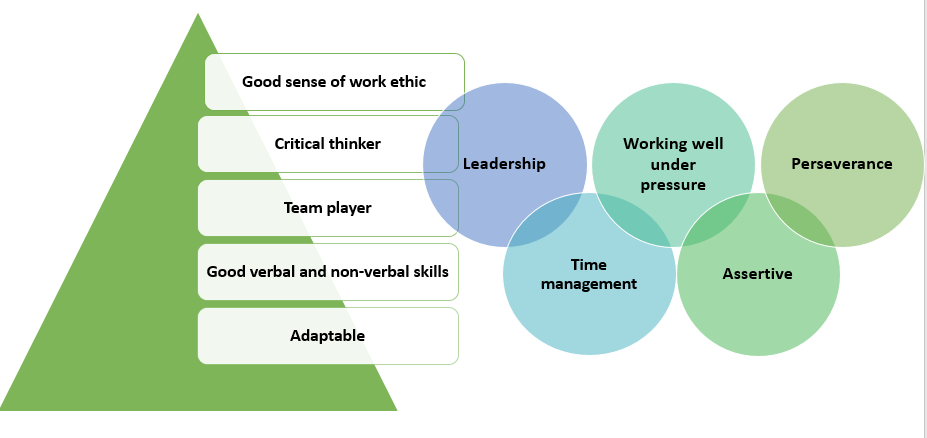 Good sense of work ethic
Critical thinker
Team player
Good verbal and non-verbal skills
Adaptable
Leadership
Time
management
Working well
under
pressure
Assertive
Perseverance